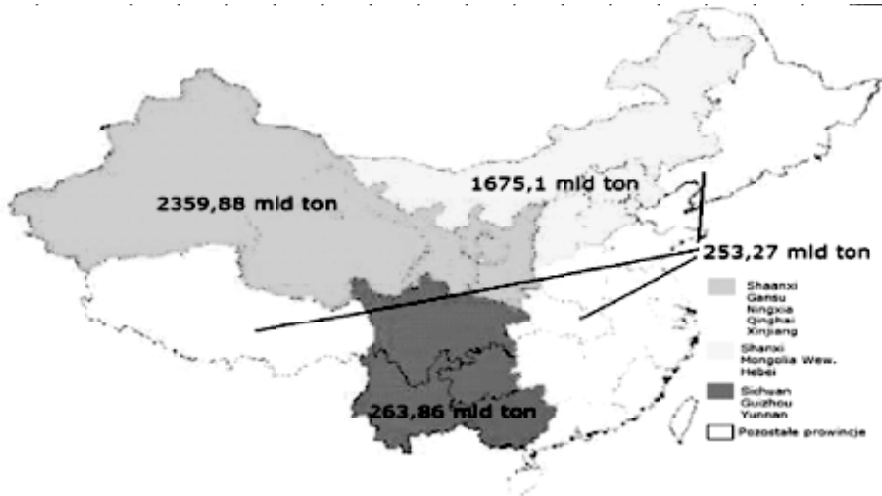 1675,1 mld ton
2359,88 mld ton
253,27 mld ton
263,86 mld ton
Shaanxi
Gansu
Ningxia
Qinghai
Xinjiang
Shanxi
Mongolia Wew.
Hebei
Sichuan
Guizhou
Yunnan
Pozostałe prowincje